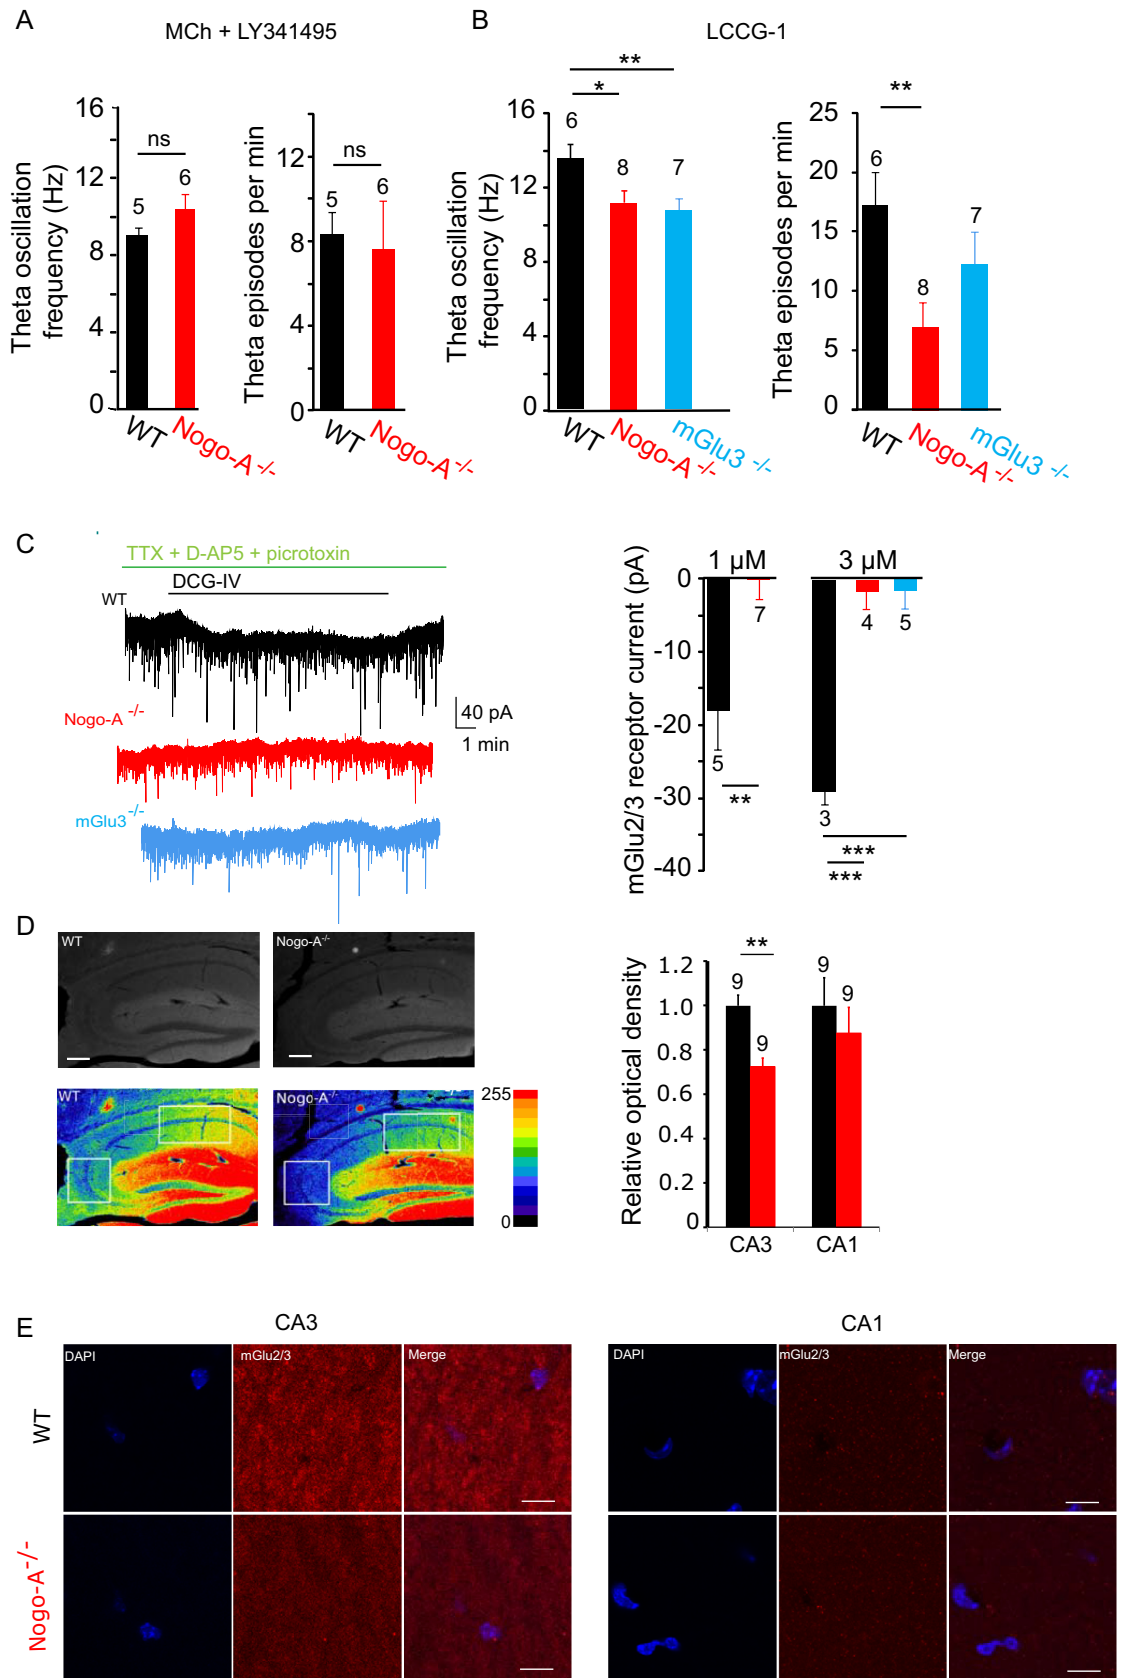 A
MCh + LY341495
Theta oscillation
frequency (Hz)
16
12
8
4
0
ns
5
6
WT
Nogo-A -/-
Theta episodes per min
12
8
4
0
ns
5
6
WT
Nogo-A -/-
B
LCCG-1
Theta oscillation
frequency (Hz)
16
12
8
4
0
**
*
6
8
7
WT
Nogo-A -/-
mGlu3 -/-
Theta episodes per min
25
20
15
10
5
0
**
6
8
7
WT
Nogo-A -/-
mGlu3 -/-
C
TTX + D-AP5 + picrotoxin
DCG-IV
WT
Nogo-A -/-
mGlu3 -/-
40 pA
1 min
mGlu2/3 receptor current (pA)
1 µM
3 µM
0
-10
-20
-30
-40
5
7
**
3
4
5
***
***
D
WT
Nogo-A-/-
WT
Nogo-A-/-
255
0
Relative optical density
1.2
1.0
0.8
0.6
0.4
0.2
0
9
**
9
9
9
CA3
CA1
E
CA3
CA1
WT
DAPI
mGlu2/3
Merge
DAPI
mGlu2/3
Merge
Nogo-A-/-